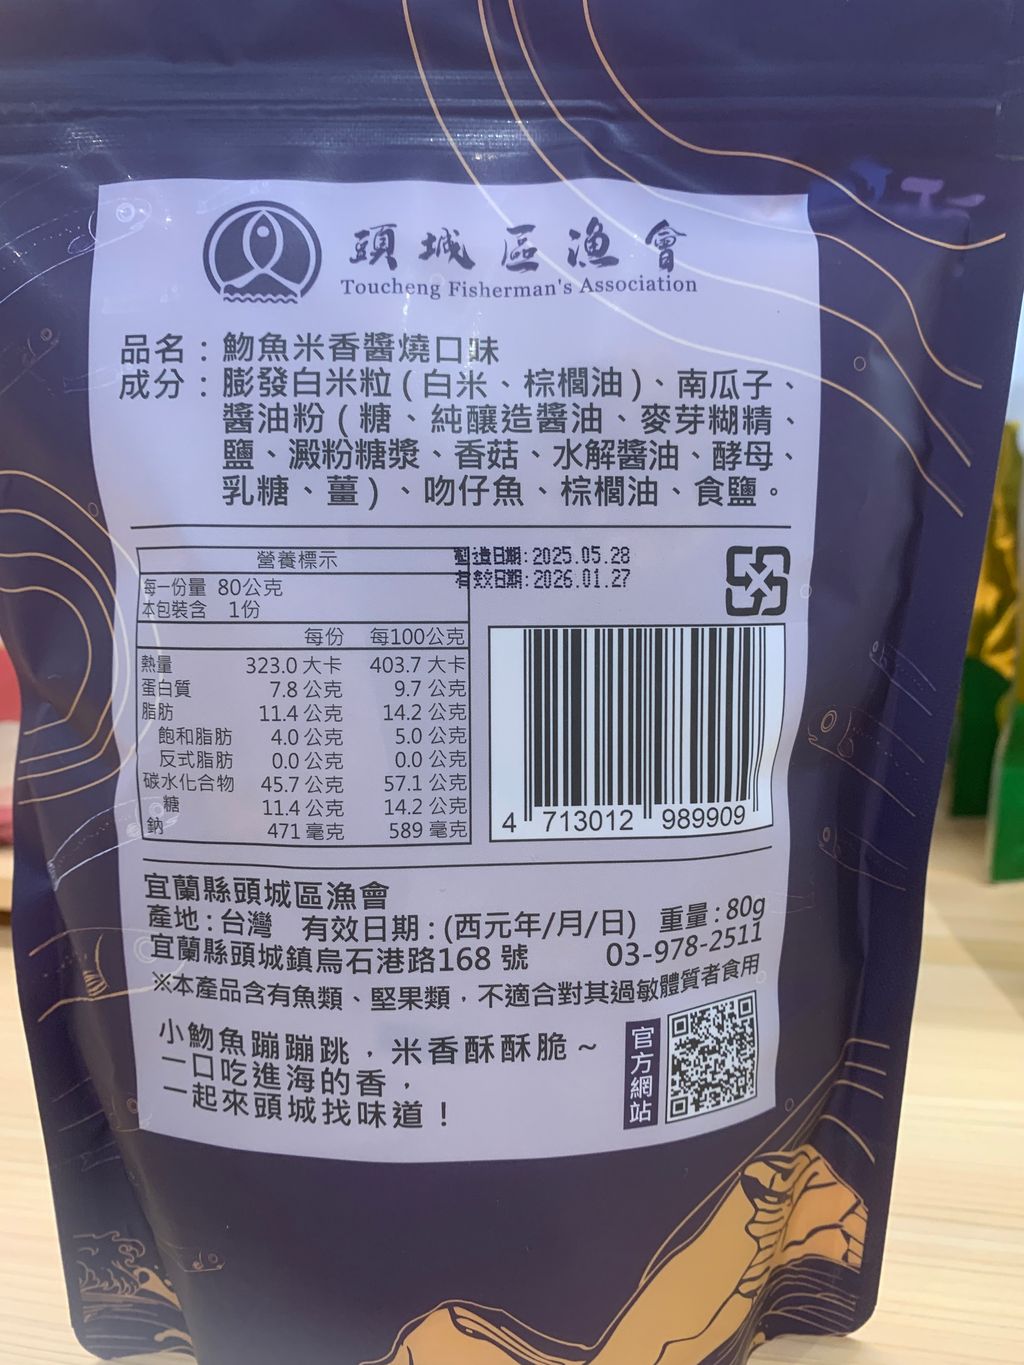 頭城區漁會
Toucheng Fisherman's Association
品名：魩魚米香醬燒口味
成分：膨發白米粒(白米、棕櫚油)、南瓜子、
醬油粉(糖、純釀造醬油、麥芽糊精、
鹽、澱粉糖漿、香菇、水解醬油、酵母、
乳糖、薑)、吻仔魚、棕櫚油、食鹽。
營養標示
每一份量 80公克
本包裝含 1份
每份 每100公克
熱量 323.0 大卡 403.7 大卡
蛋白質 7.8 公克 9.7 公克
脂肪 11.4 公克 14.2 公克
飽和脂肪 4.0 公克 5.0 公克
反式脂肪 0.0 公克 0.0 公克
碳水化合物 45.7 公克 57.1 公克
糖 11.4 公克 14.2 公克
鈉 471 毫克 589 毫克
製造日期:2025.05.28
有效日期:2026.01.27
4 713012 989909
宜蘭縣頭城區漁會
產地:台灣 有效日期:(西元年/月/日) 重量:80g
宜蘭縣頭城鎮烏石港路168 號 03-978-2511
※本產品含有魚類、堅果類，不適合對其過敏體質者食用
小魩魚蹦蹦跳，米香酥酥脆~
一口吃進海的香，
一起來頭城找味道！
官方網站